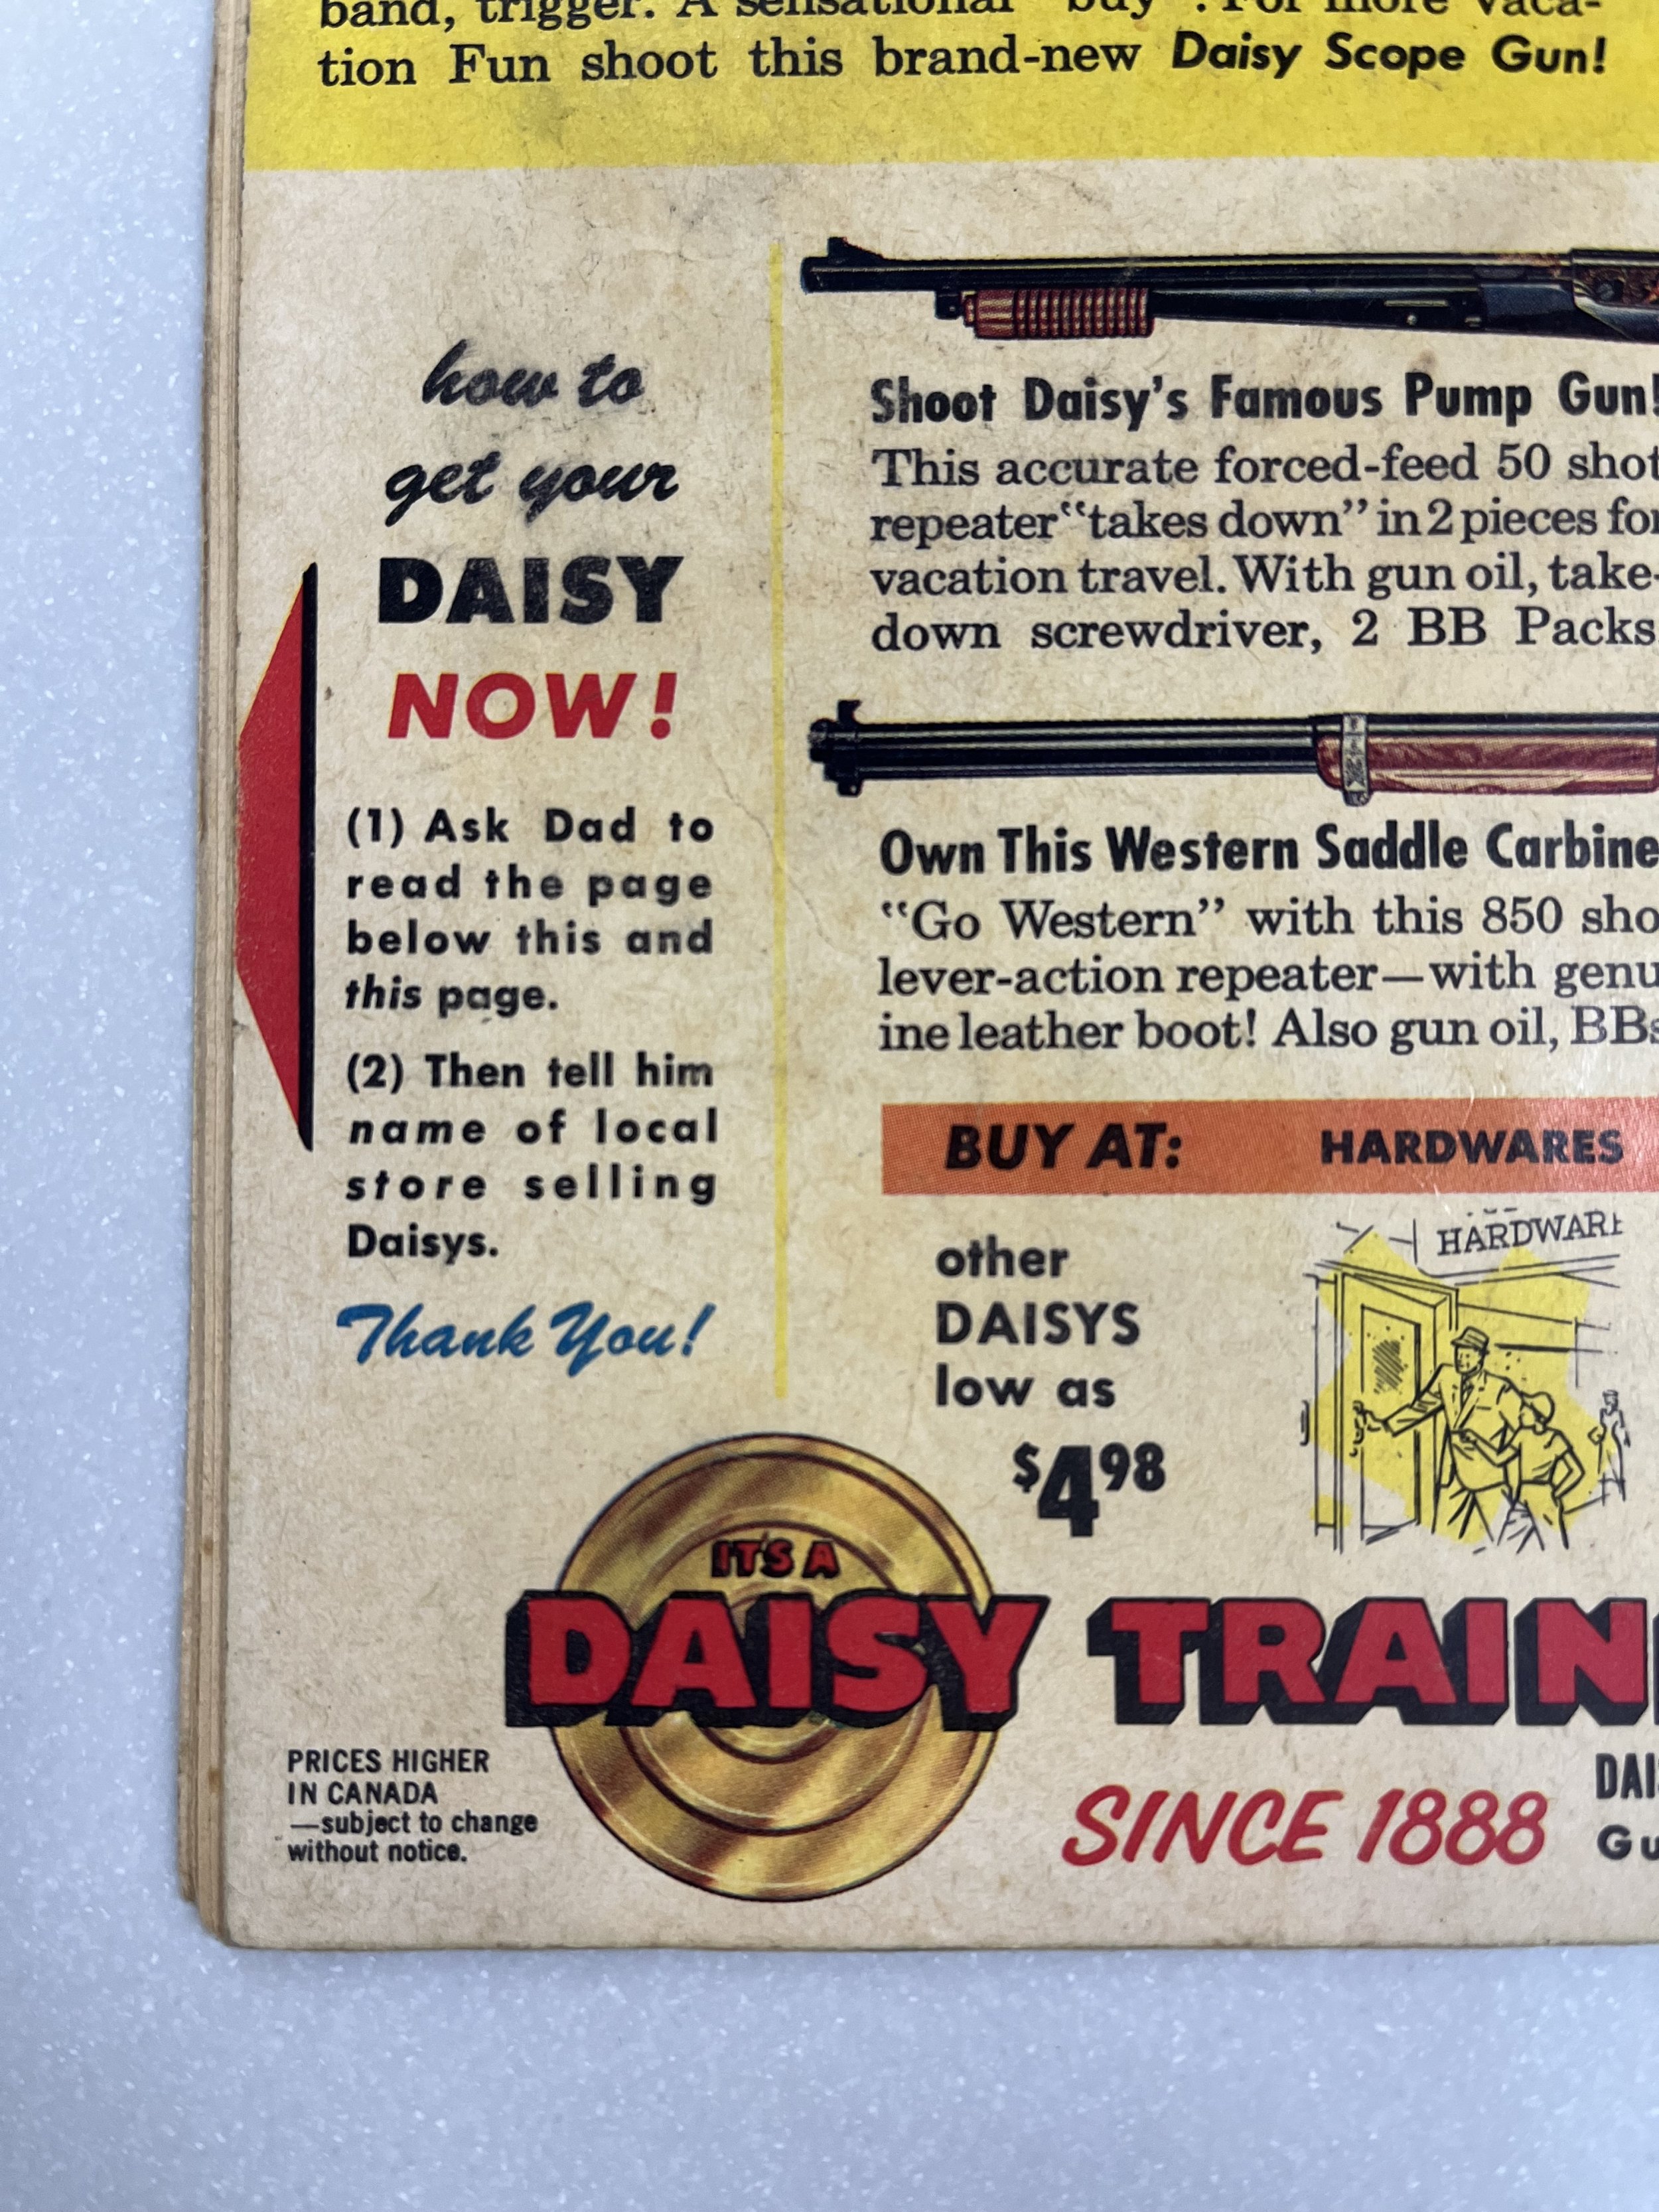 band, trigger. A sensational "buy". For more vaca-
tion Fun shoot this brand-new Daisy Scope Gun!
how to
get your
DAISY
NOW!
(1) Ask Dad to
read the page
below this and
this page.
(2) Then tell him
name of local
store selling
Daisys.
Thank You!
Shoot Daisy's Famous Pump Gun!
This accurate forced-feed 50 shot
repeater "takes down" in 2 pieces for
vacation travel. With gun oil, take-
down screwdriver, 2 BB Packs.
Own This Western Saddle Carbine
"Go Western" with this 850 sho
lever-action repeater—with genu
ine leather boot! Also gun oil, BBs
BUY AT: HARDWARES
other
DAISYS
low as
$4.98
HARDWARE
IT'S A
DAISY TRAIN
SINCE 1888
PRICES HIGHER
IN CANADA
—subject to change
without notice.
DAI
Gu